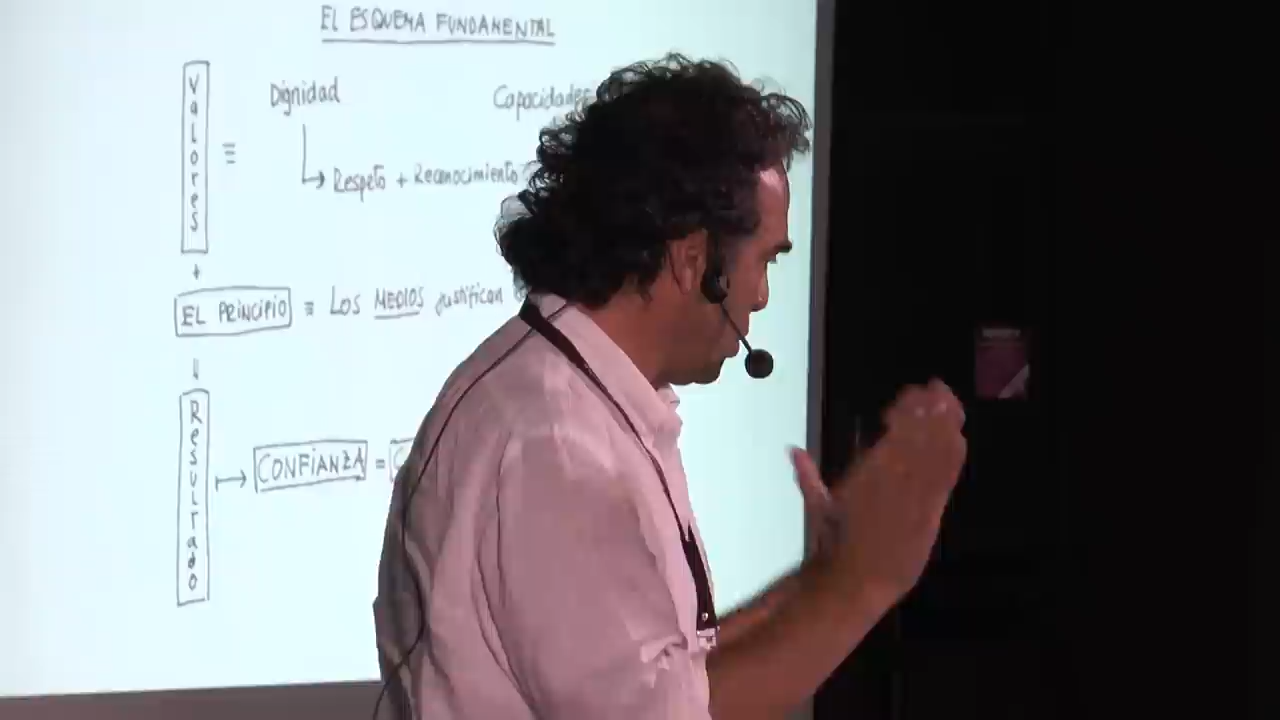 EL ESQUEMA FUNDAMENTAL
Valores
≡
Dignidad
Capacidades
Respeto + Reconocimiento
+
EL PRINCIPIO ≡ Los MEDIOS justifican
Resultado
CONFIANZA =